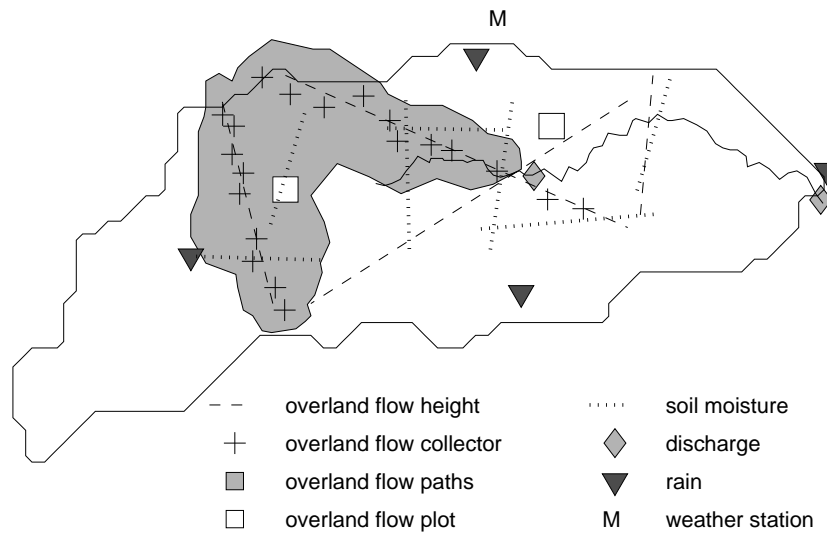 M
overland flow height
overland flow collector
overland flow paths
overland flow plot
soil moisture
discharge
rain
M weather station